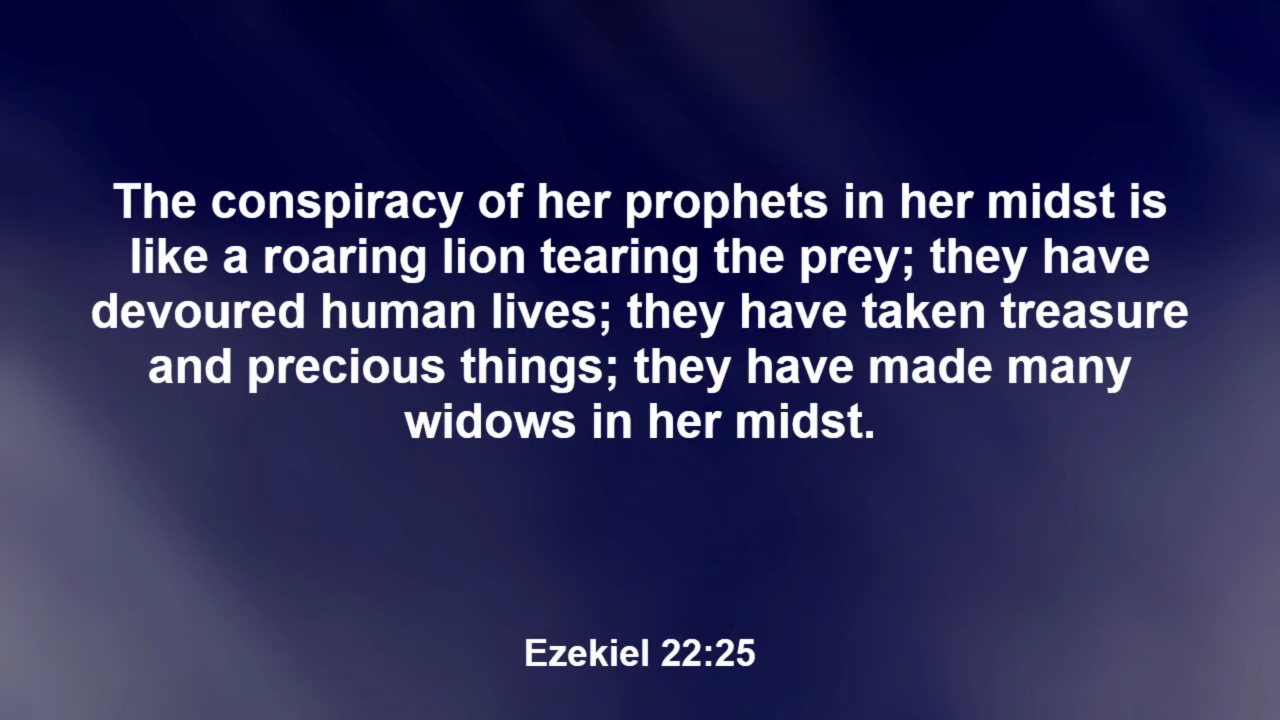 The conspiracy of her prophets in her midst is
like a roaring lion tearing the prey; they have
devoured human lives; they have taken treasure
and precious things; they have made many
widows in her midst.
Ezekiel 22:25